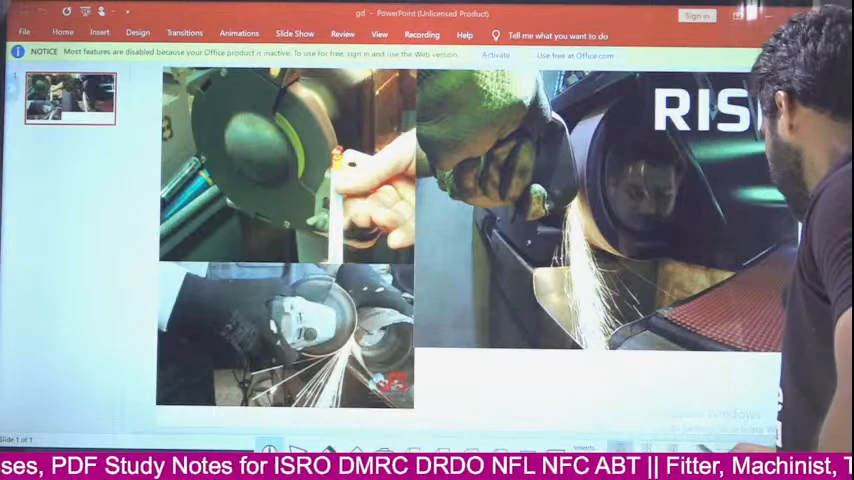 gd - PowerPoint (Unlicensed Product)
Sign in
File Home Insert Design Transitions Animations Slide Show Review View Recording Help Tell me what you want to do
NOTICE Most features are disabled because your Office product is inactive. To use for free, sign in and use the Web version. Activate Use free at Office.com
1
RIS
Windows
Slide 1 of 1
ses, PDF Study Notes for ISRO DMRC DRDO NFL NFC ABT || Fitter, Machinist, T